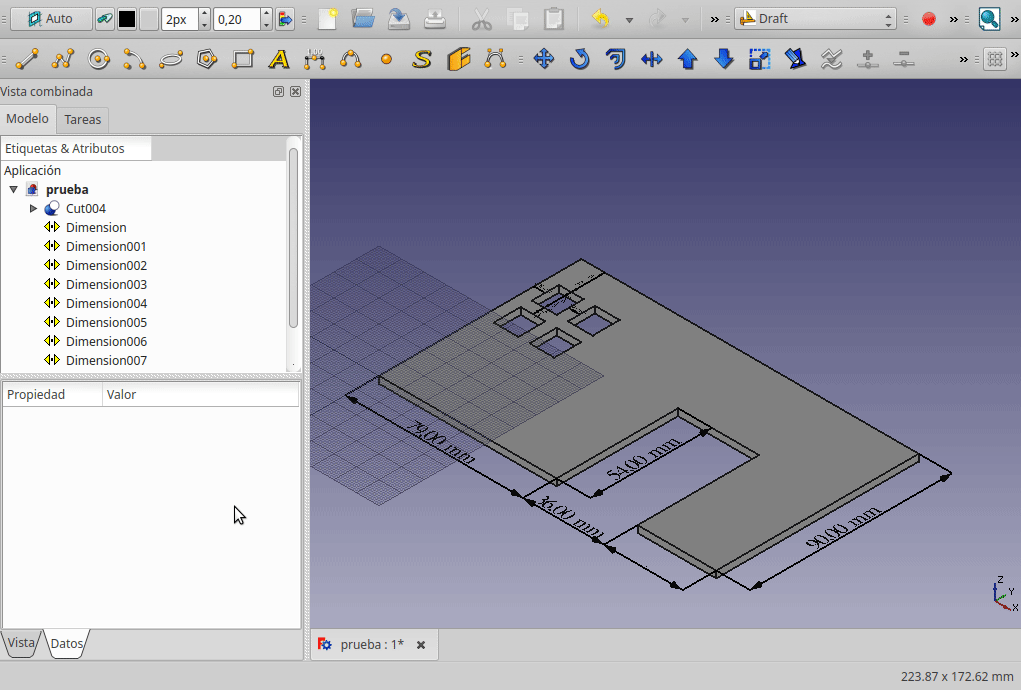 Auto 2px 0,20 » Draft » »
» »
Vista combinada
Modelo Tareas
Etiquetas & Atributos
Aplicación
prueba
Cut004
Dimension
Dimension001
Dimension002
Dimension003
Dimension004
Dimension005
Dimension006
Dimension007
Propiedad Valor
Vista Datos
79,00 mm
54,00 mm
36,00 mm
90,00 mm
Z
Y
X
prueba : 1*
223.87 x 172.62 mm